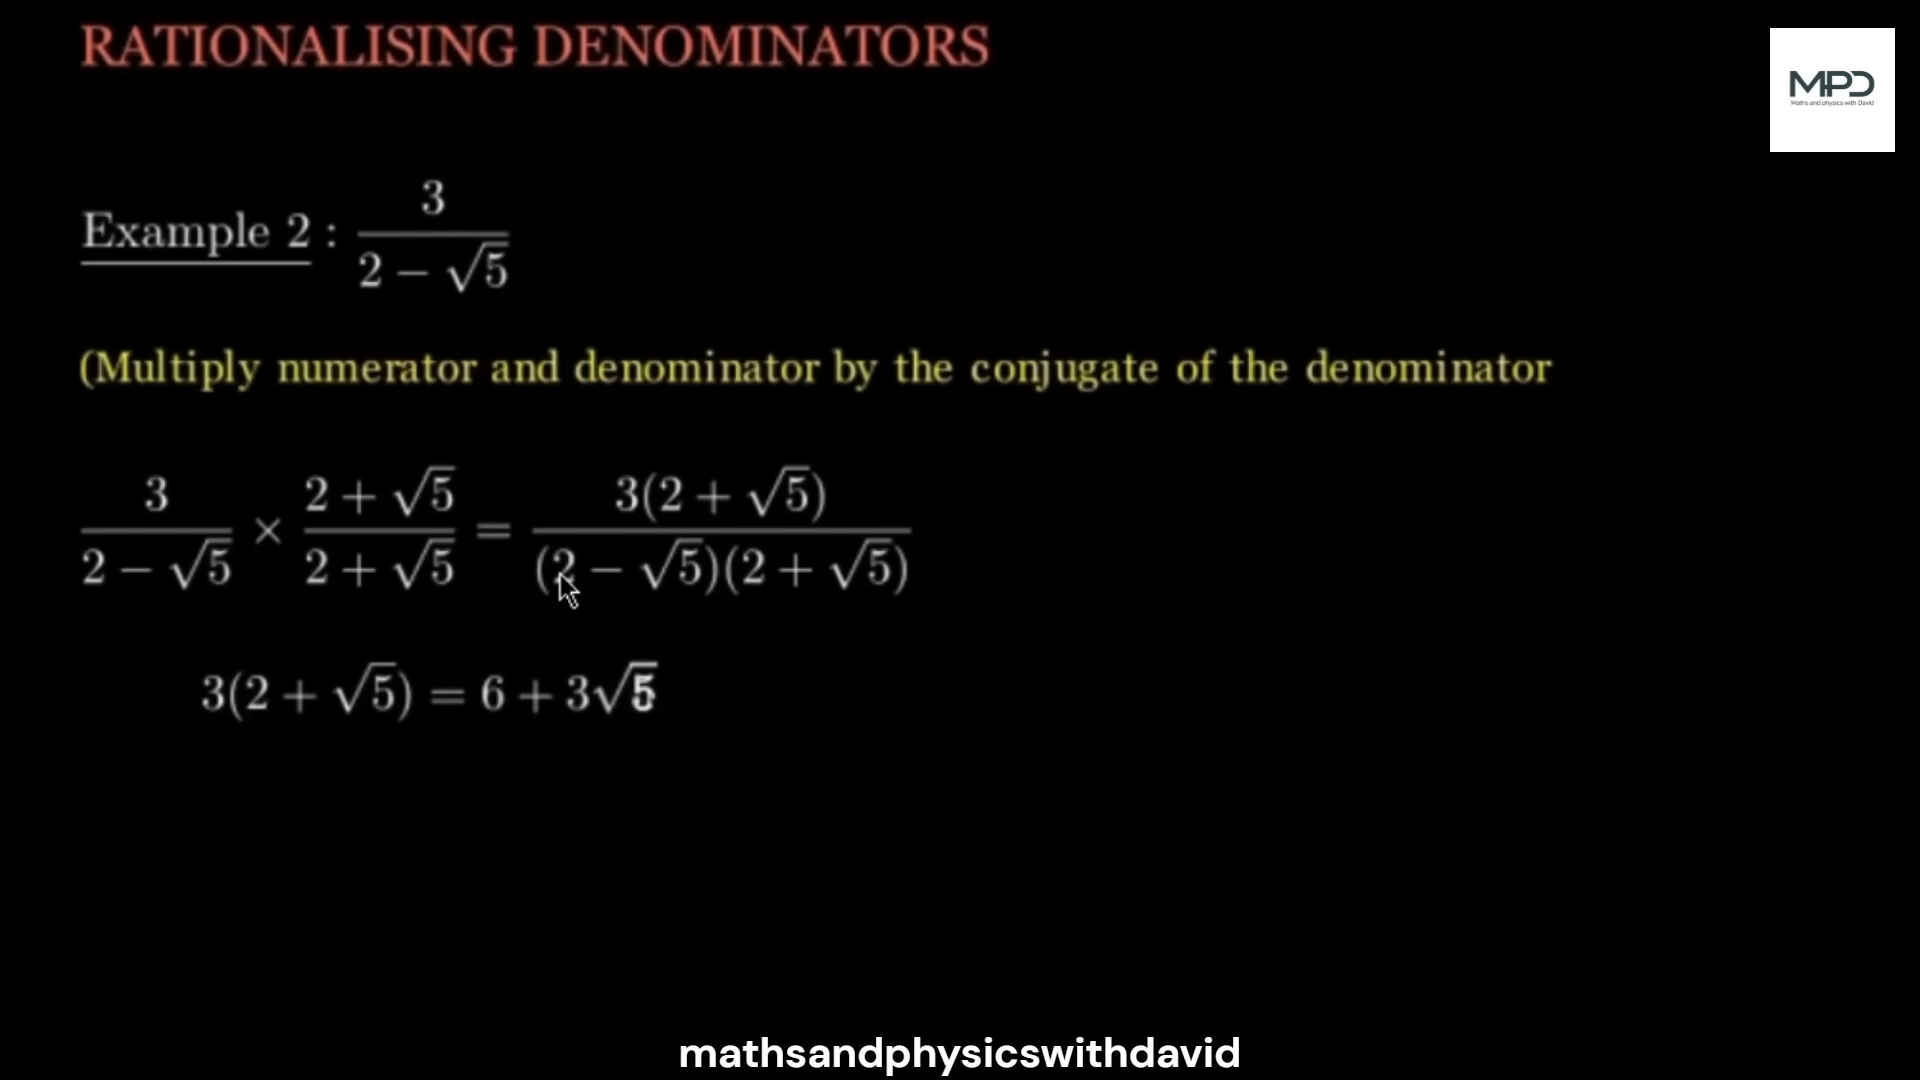 RATIONALISING DENOMINATORS
MPD
Maths and physics with David
Example 2 : 3/(2 − √5)
(Multiply numerator and denominator by the conjugate of the denominator
3/(2 − √5) × (2 + √5)/(2 + √5) = 3(2 + √5)/((2 − √5)(2 + √5))
3(2 + √5) = 6 + 3√5
mathsandphysicswithdavid